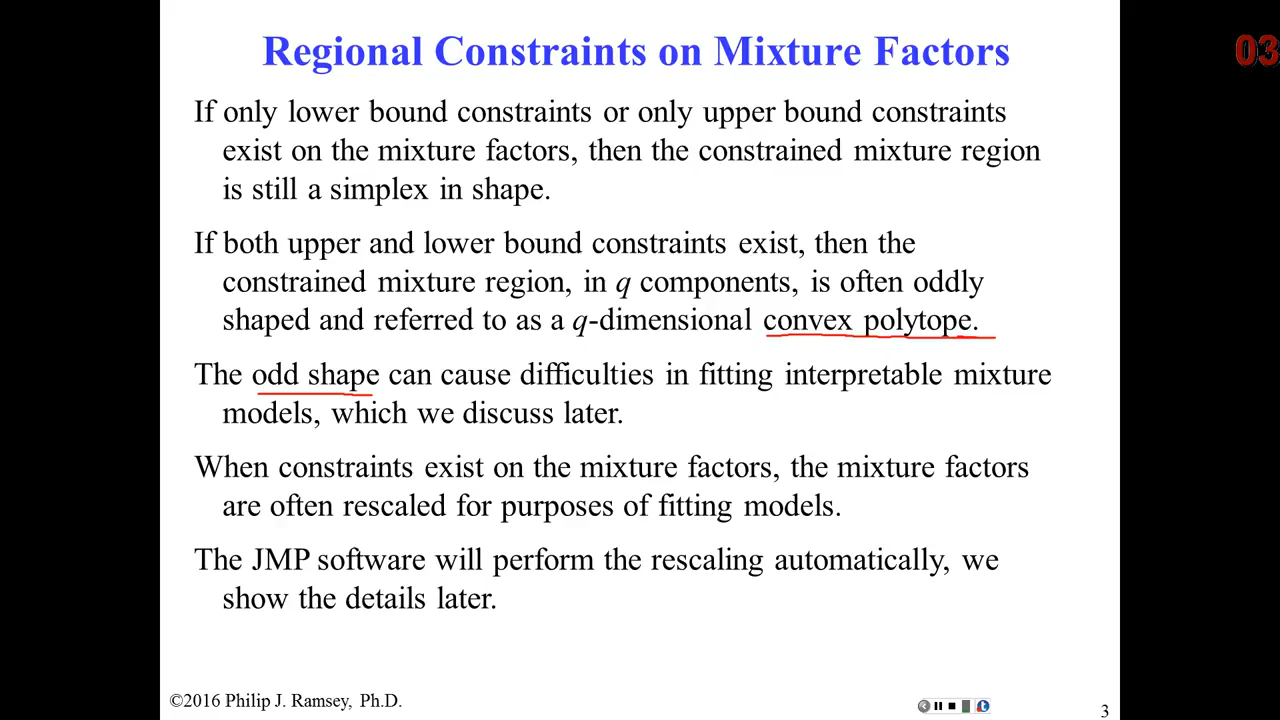 Regional Constraints on Mixture Factors
03
If only lower bound constraints or only upper bound constraints
exist on the mixture factors, then the constrained mixture region
is still a simplex in shape.
If both upper and lower bound constraints exist, then the
constrained mixture region, in q components, is often oddly
shaped and referred to as a q-dimensional convex polytope.
The odd shape can cause difficulties in fitting interpretable mixture
models, which we discuss later.
When constraints exist on the mixture factors, the mixture factors
are often rescaled for purposes of fitting models.
The JMP software will perform the rescaling automatically, we
show the details later.
©2016 Philip J. Ramsey, Ph.D.
3